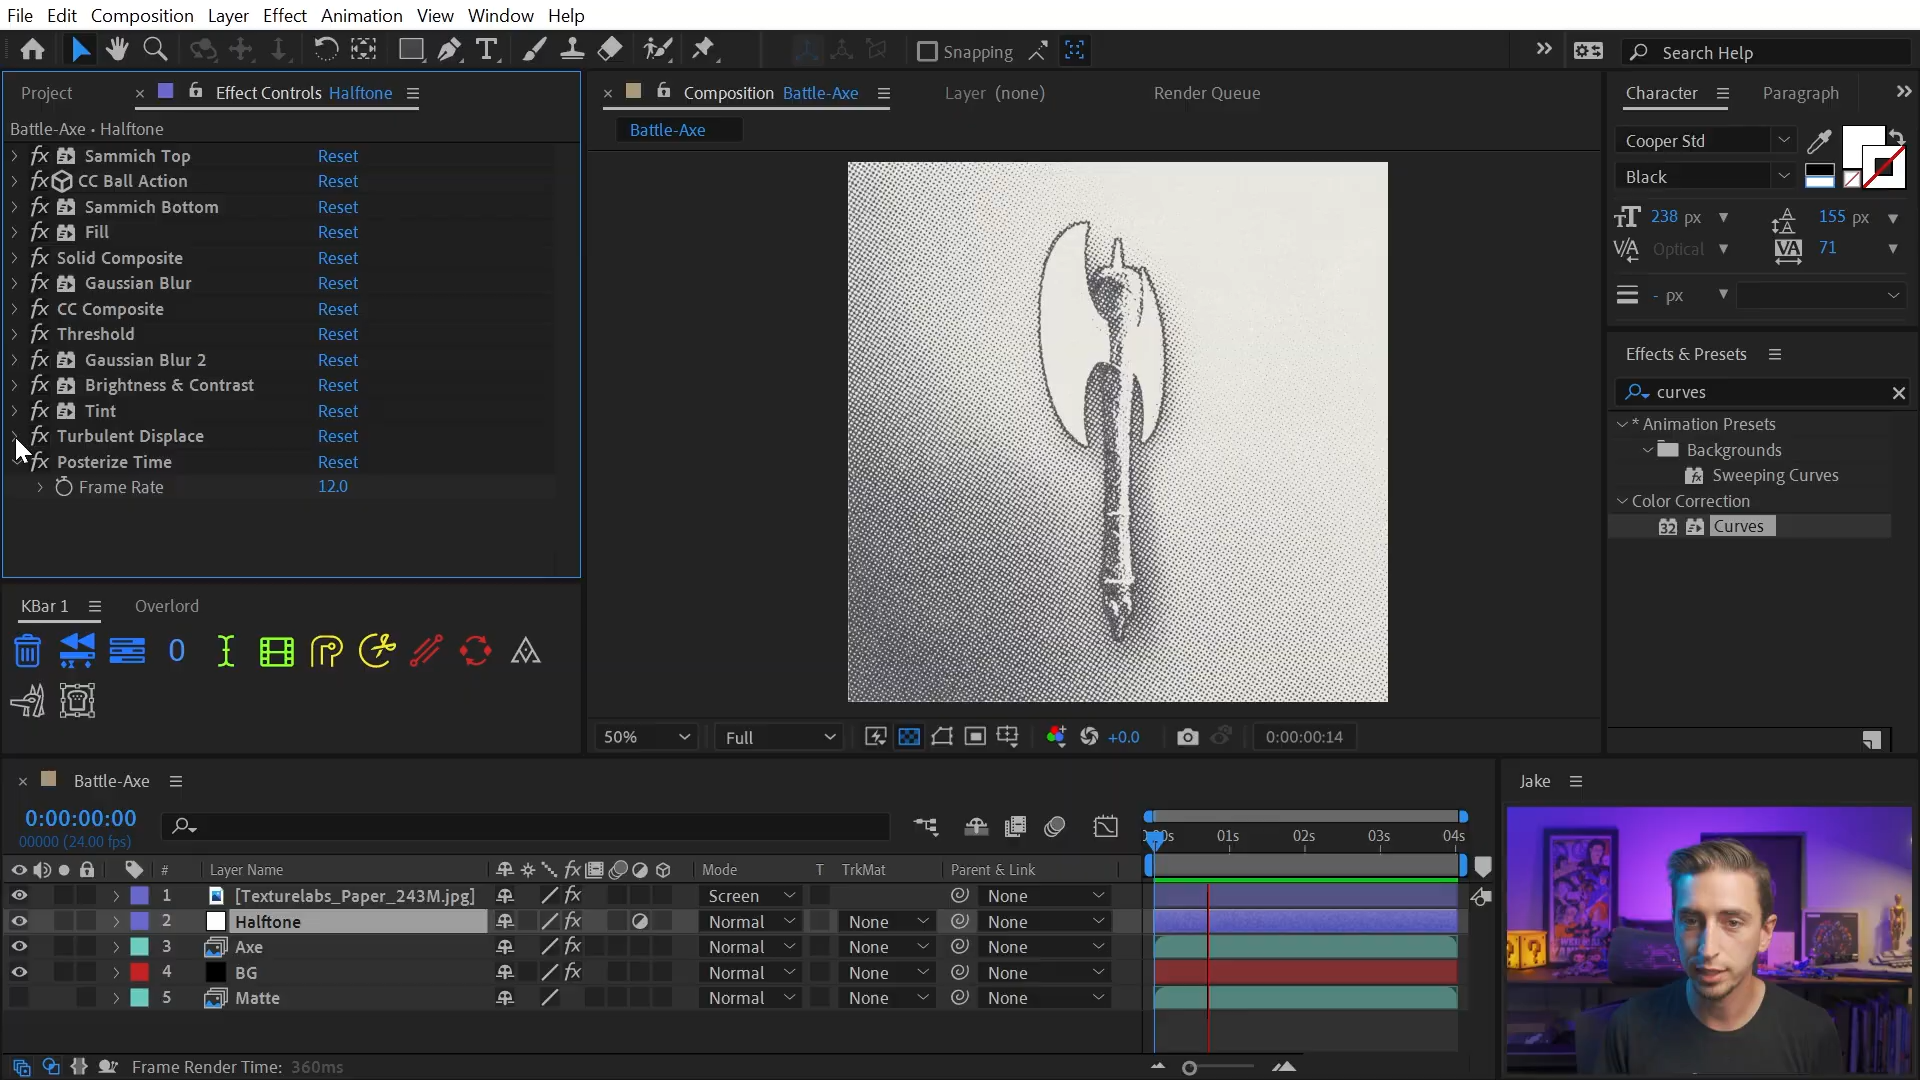 File Edit Composition Layer Effect Animation View Window Help
Snapping
Search Help
Project
Effect Controls Halftone
Battle-Axe • Halftone
Sammich Top Reset
CC Ball Action Reset
Sammich Bottom Reset
Fill Reset
Solid Composite Reset
Gaussian Blur Reset
CC Composite Reset
Threshold Reset
Gaussian Blur 2 Reset
Brightness & Contrast Reset
Tint Reset
Turbulent Displace Reset
Posterize Time Reset
Frame Rate 12.0
Composition Battle-Axe
Layer (none)
Render Queue
Battle-Axe
50%
Full
+0.0
0:00:00:14
Character
Paragraph
Cooper Std
Black
238 px
155 px
Optical
71
- px
Effects & Presets
curves
* Animation Presets
Backgrounds
Sweeping Curves
Color Correction
32 Curves
KBar 1
Overlord
0
Battle-Axe
0:00:00:00
00000 (24.00 fps)
01s 02s 03s 04s
# Layer Name Mode T TrkMat Parent & Link
1 [Texturelabs_Paper_243M.jpg] Screen None
2 Halftone Normal None None
3 Axe Normal None None
4 BG Normal None None
5 Matte Normal None None
Frame Render Time: 360ms
Jake